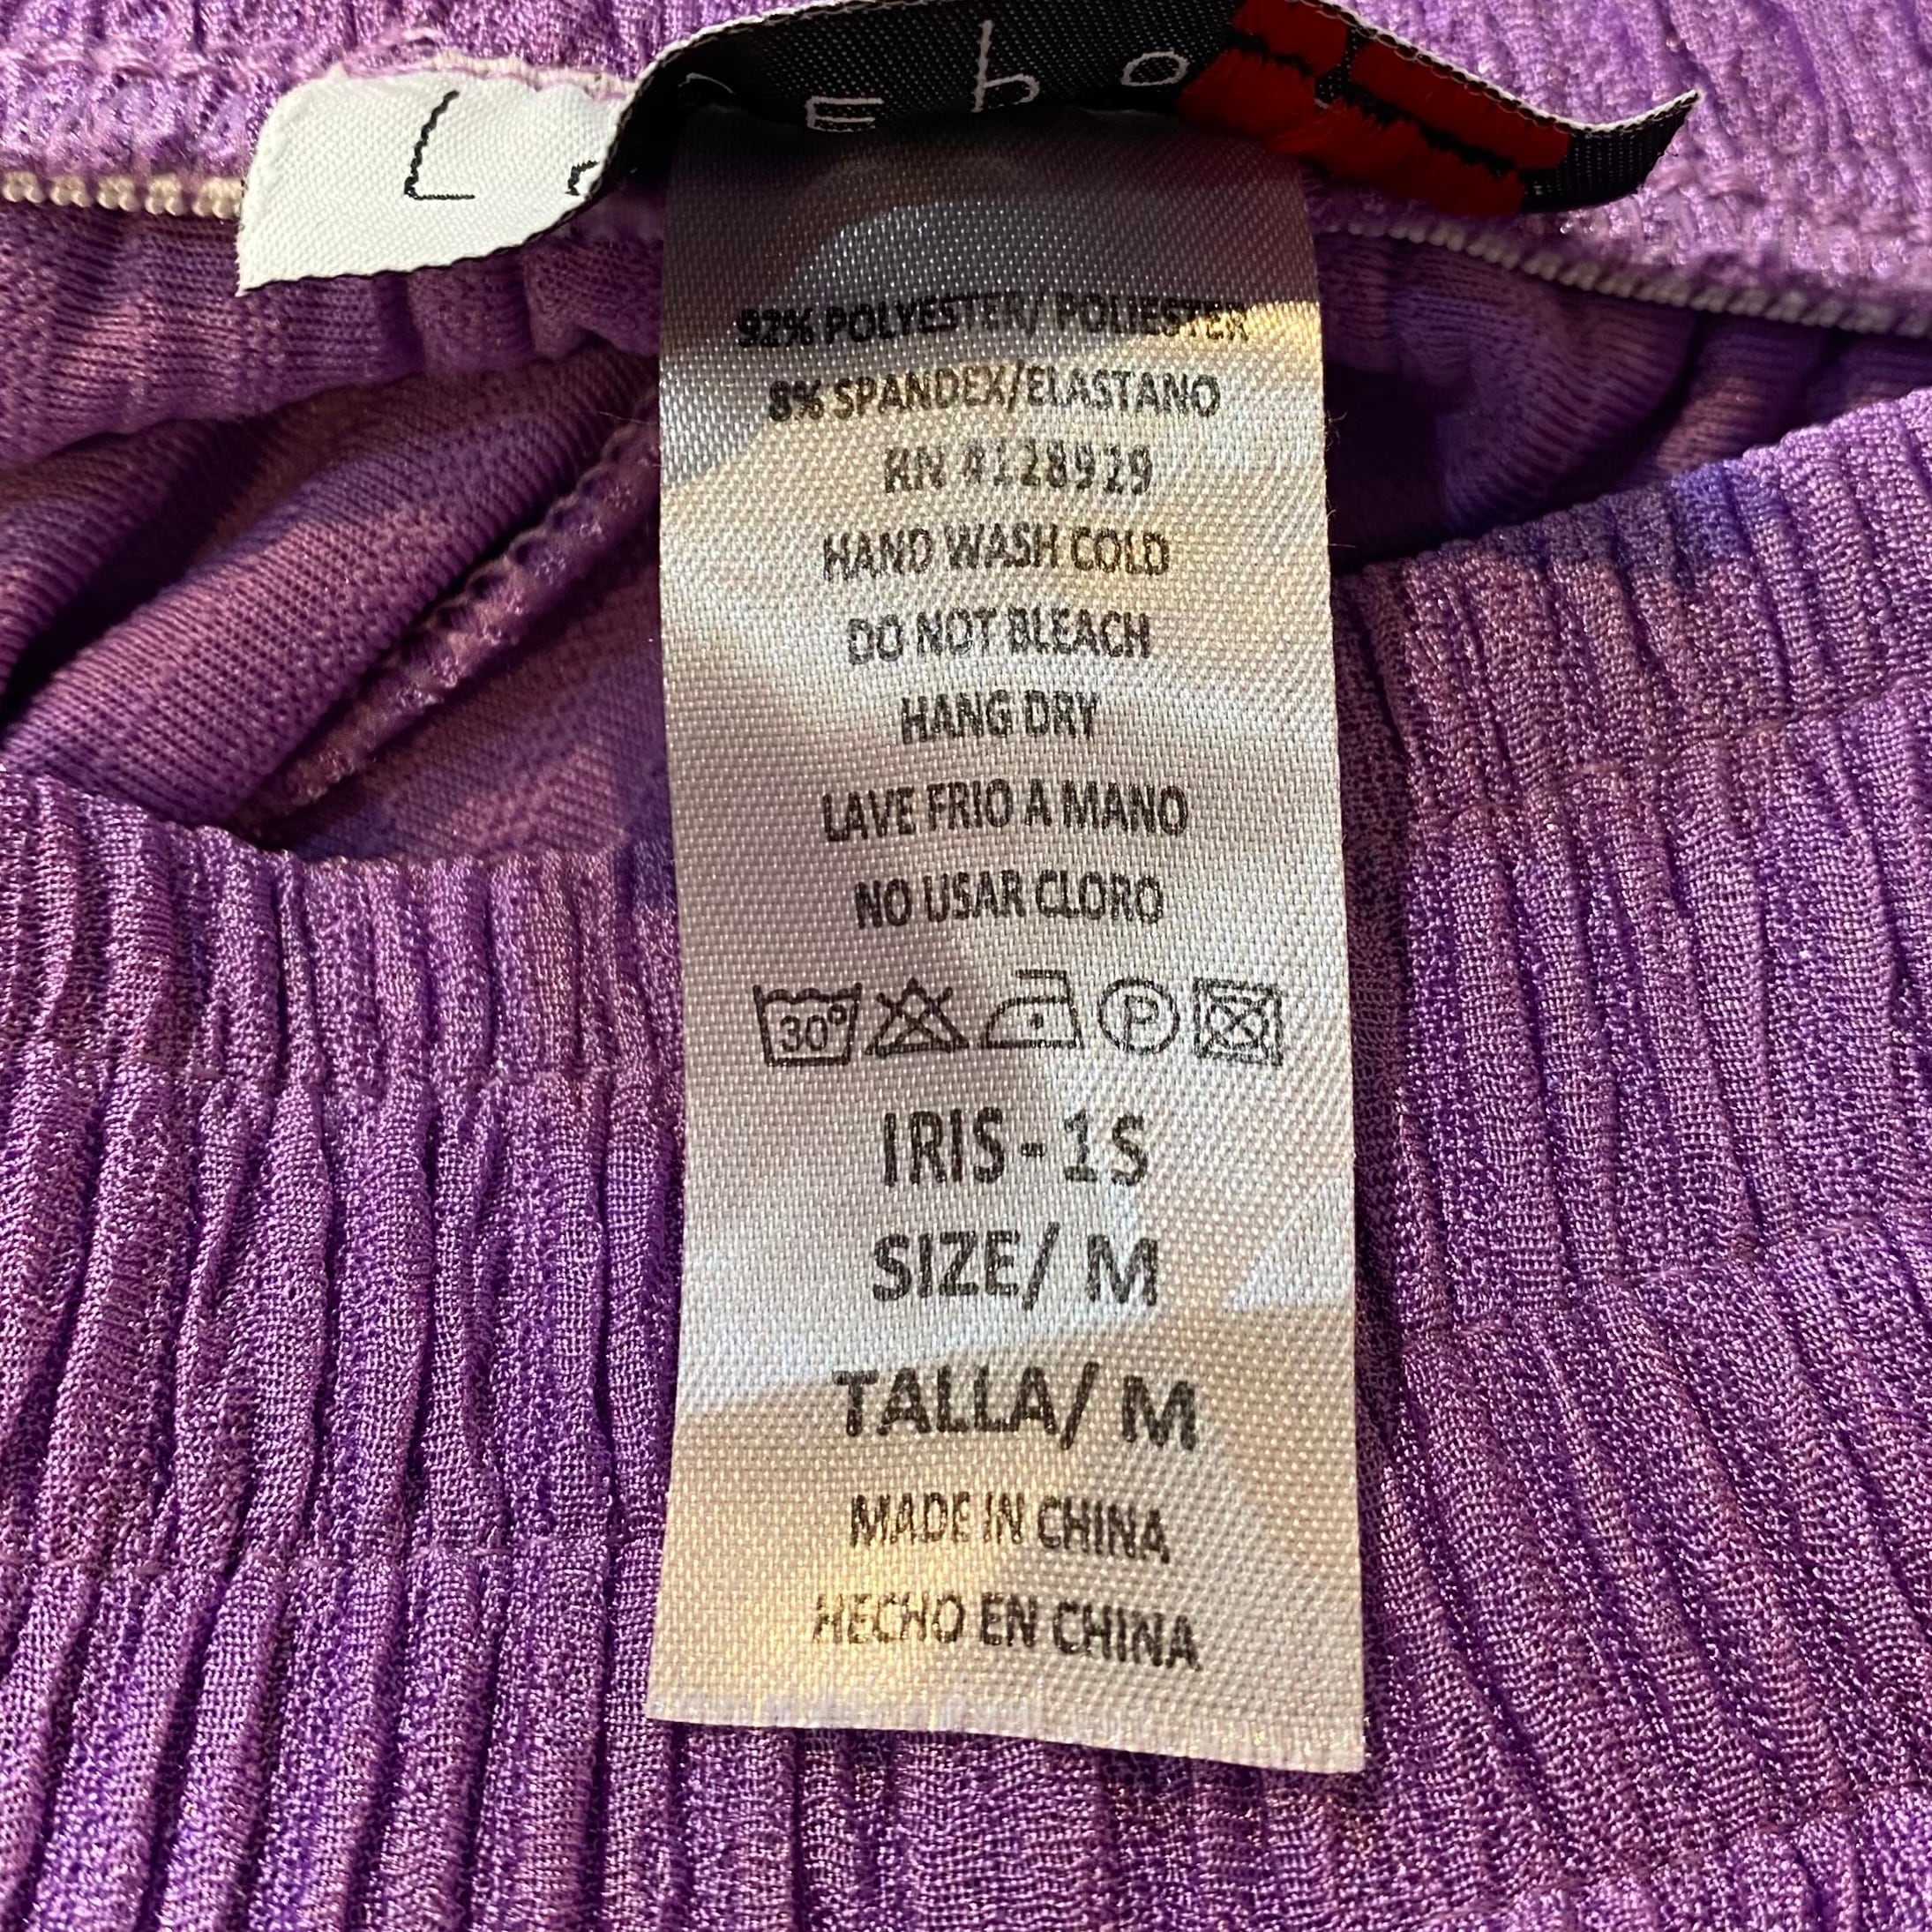 92% POLYESTER/ POLIESTER
8% SPANDEX/ELASTANO
RN #128929
HAND WASH COLD
DO NOT BLEACH
HANG DRY
LAVE FRIO A MANO
NO USAR CLORO
30° P
IRIS-1S
SIZE/ M
TALLA/ M
MADE IN CHINA
HECHO EN CHINA